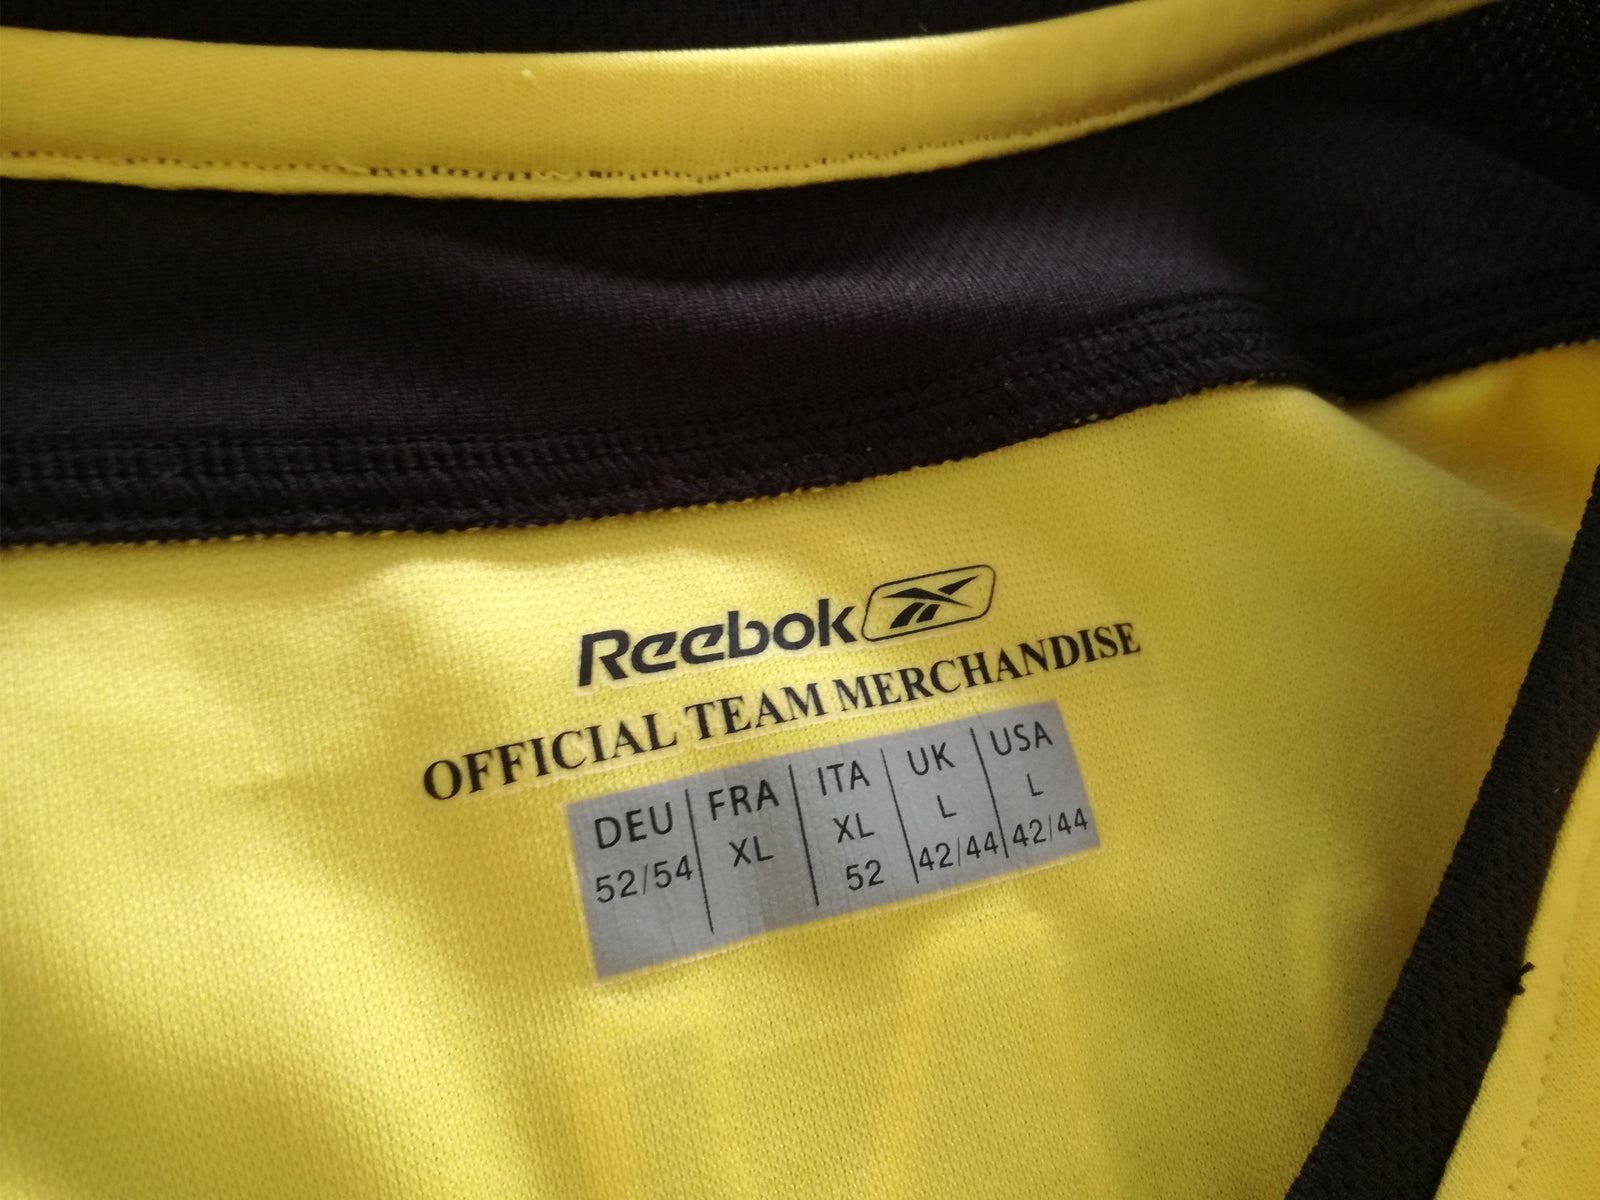 Reebok
OFFICIAL TEAM MERCHANDISE
DEU FRA ITA UK USA
52/54 XL XL L L
52 42/44 42/44